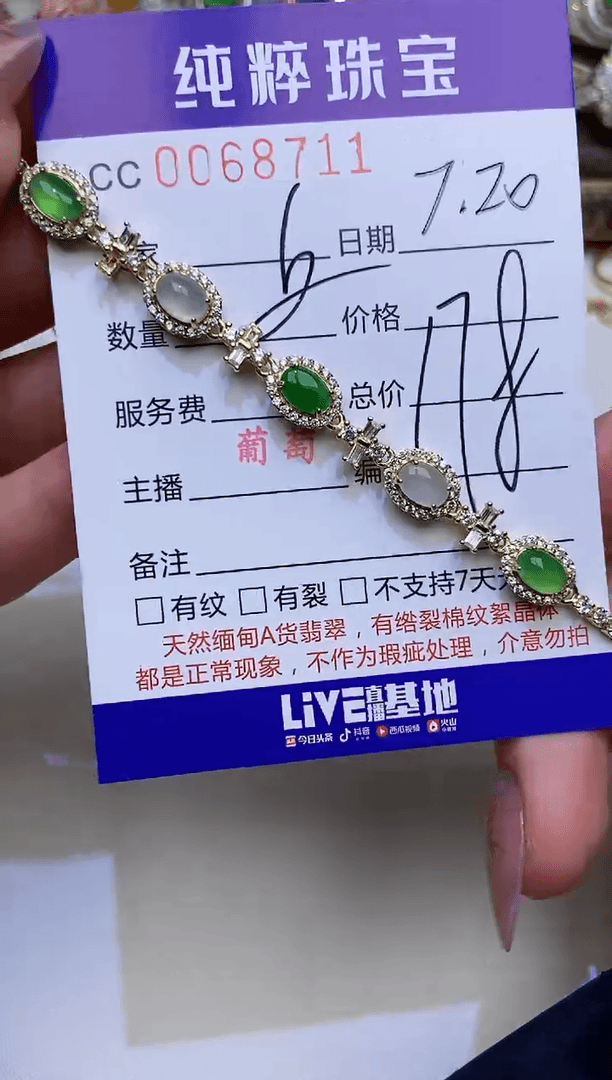 纯粹珠宝
CC 0068711
家 6 日期 7.20
数量 价格
服务费 总价 178
葡萄
主播 编
备注
□有纹 □有裂 □不支持7天
天然缅甸A货翡翠，有绺裂棉纹絮晶体
都是正常现象，不作为瑕疵处理，介意勿拍
LiVE直播基地
今日头条 抖音 西瓜视频 火山